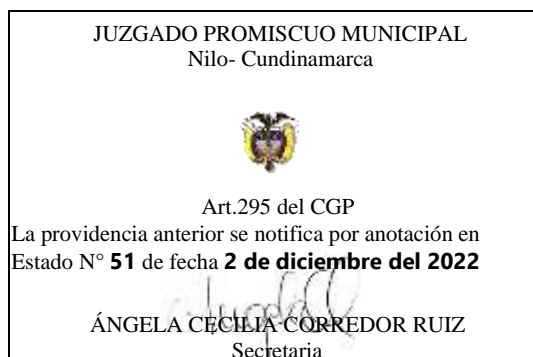 JUZGADO PROMISCUO MUNICIPAL
Nilo- Cundinamarca
Art.295 del CGP
La providencia anterior se notifica por anotación en
Estado N° 51 de fecha 2 de diciembre del 2022
ÁNGELA CECILIA CORREDOR RUIZ
Secretaria